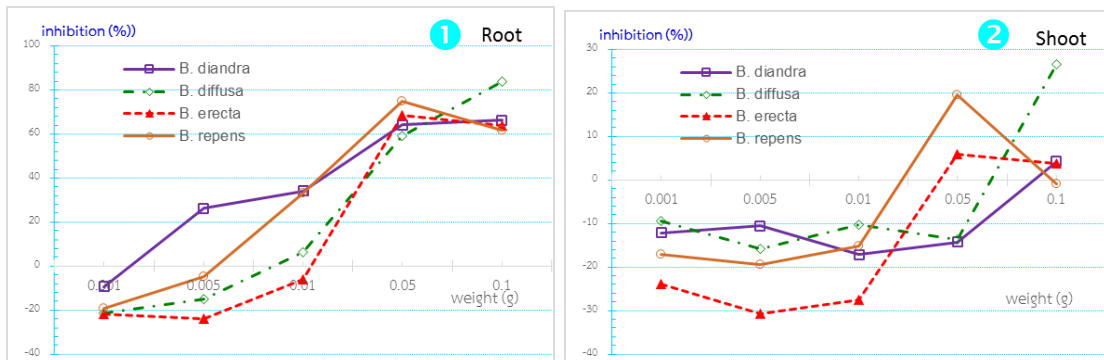 inhibition (%))
1 Root
100
80
60
40
20
0
-20
-40
B. diandra
B. diffusa
B. erecta
B. repens
0.001 0.005 0.01 0.05 0.1
weight (g)
inhibition (%))
2 Shoot
30
20
10
0
-10
-20
-30
-40
B. diandra
B. diffusa
B. erecta
B. repens
0.001 0.005 0.01 0.05 0.1
weight (g)